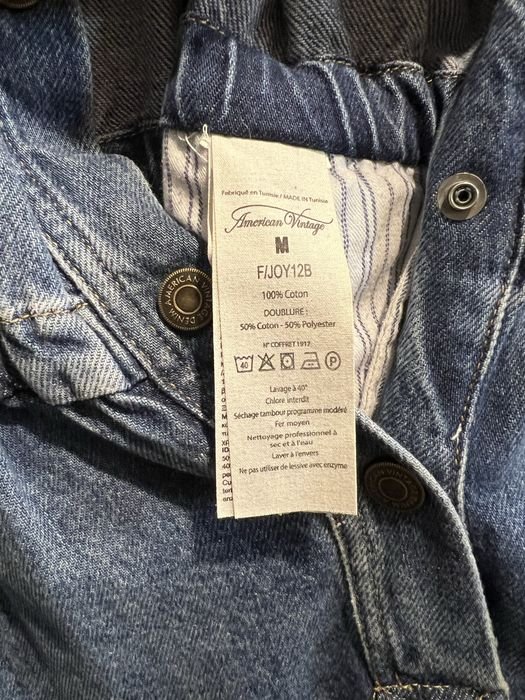 Fabriqué en Tunisie / MADE IN Tunisia
American Vintage
M
F/JOY12B
100% Coton
DOUBLURE :
50% Coton - 50% Polyester
N° COFFRET 1917
40 P
Lavage à 40°
Chlore interdit
Séchage tambour programme modéré
Fer moyen
Nettoyage professionnel à
sec et à l'eau
Laver à l'envers
Ne pas utiliser de lessive avec enzyme
AMERICAN VINTAGE DENIM